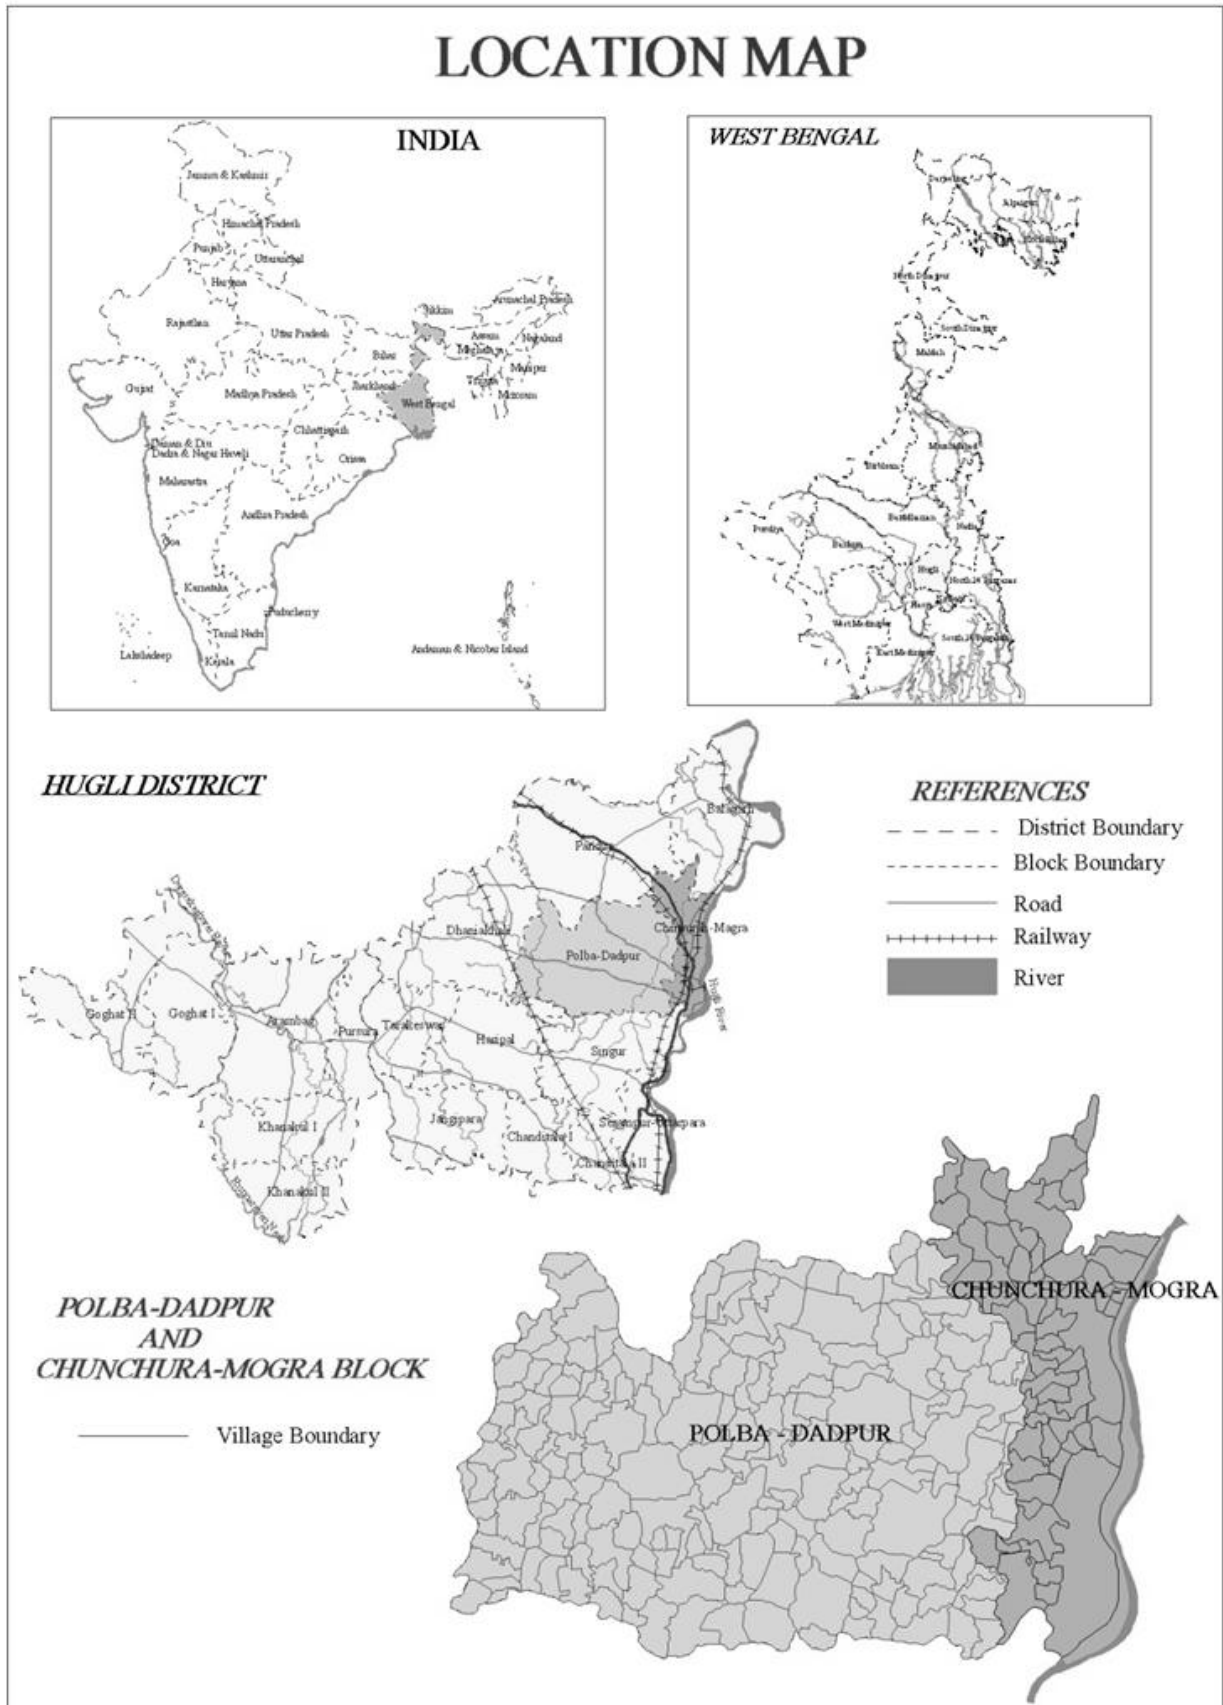 LOCATION MAP
INDIA
Jammu & Kashmir
Himachal Pradesh
Punjab
Uttaranchal
Haryana
Rajasthan
Uttar Pradesh
Sikkim
Arunachal Pradesh
Assam
Nagaland
Meghalaya
Bihar
Manipur
Tripura
Mizoram
Jharkhand
West Bengal
Gujrat
Madhya Pradesh
Chhattisgarh
Orissa
Daman & Diu
Dadra & Nagar Haveli
Maharastra
Andhra Pradesh
Goa
Karnataka
Puducherry
Tamil Nadu
Kerala
Lakshadeep
Andaman & Nicobar Island
WEST BENGAL
Darjeeling
North Dinajpur
South Dinajpur
Maldah
Murshidabad
Birbhum
Barddhaman
Nadia
Puruliya
Bankura
Hugli
North 24 Parganas
West Medinipur
South 24 Parganas
East Medinipur
HUGLI DISTRICT
Balagarh
Pandua
Chinsurah-Magra
Dhaniakhali
Polba-Dadpur
Hugli River
Goghat II
Goghat I
Arambag
Pursura
Tarakeswar
Haripal
Singur
Khanakul I
Jangipara
Chanditala I
Serampur-Uttarpara
Chanditala II
Khanakul II
REFERENCES
District Boundary
Block Boundary
Road
Railway
River
POLBA-DADPUR
AND
CHUNCHURA-MOGRA BLOCK
Village Boundary
CHUNCHURA - MOGRA
POLBA - DADPUR